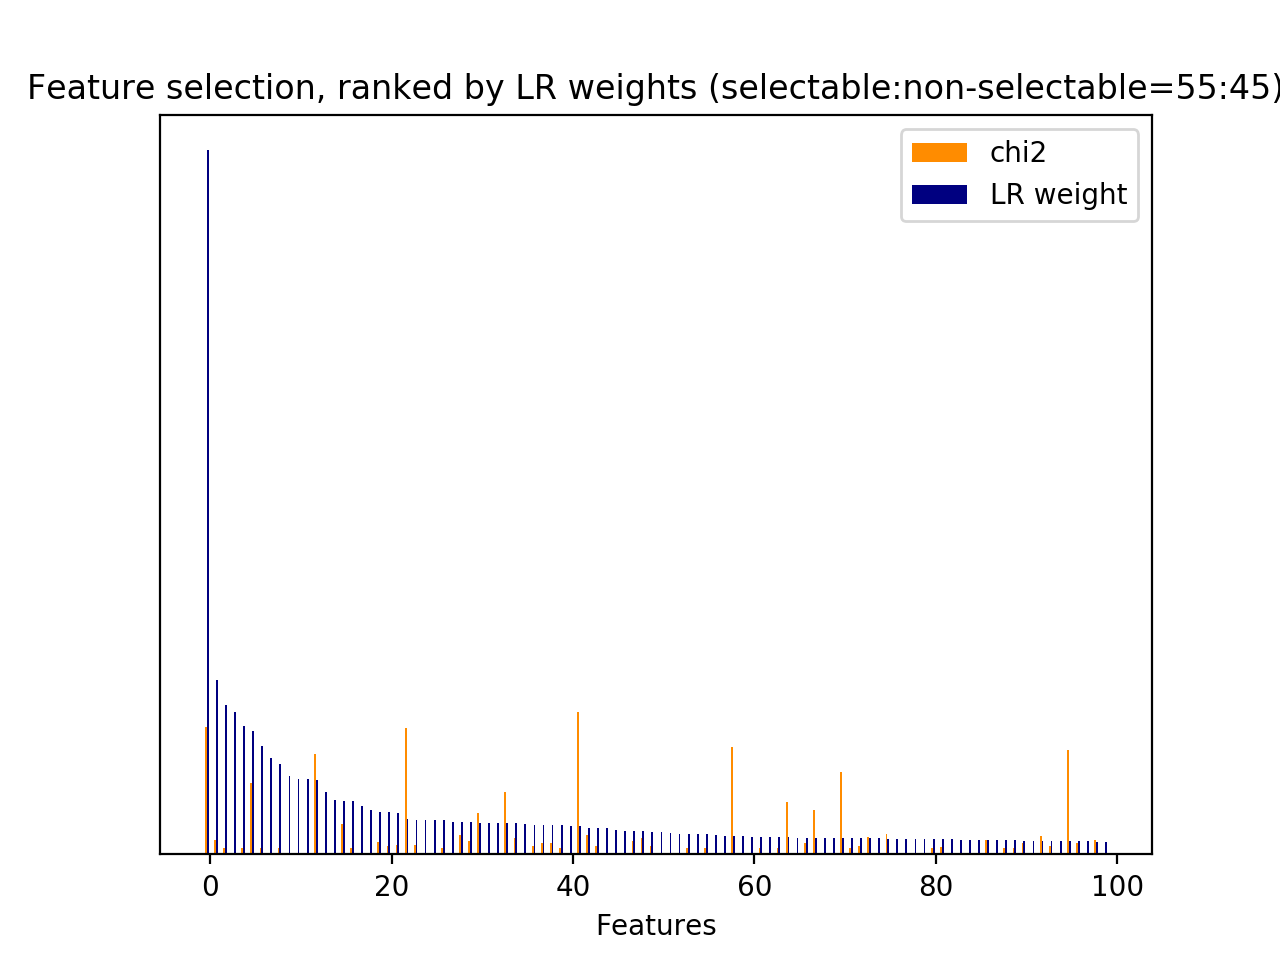 Feature selection, ranked by LR weights (selectable:non-selectable=55:45)
chi2
LR weight
0 20 40 60 80 100
Features